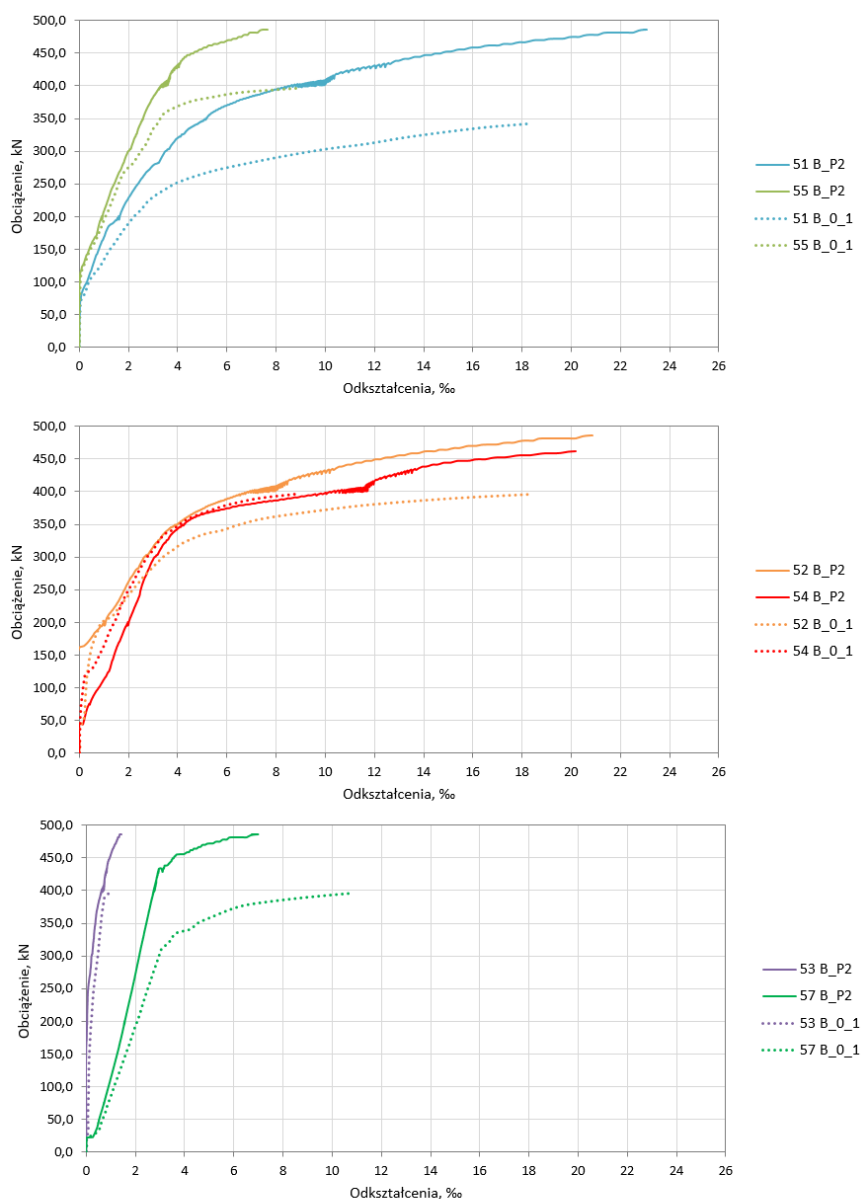 500,0
450,0
400,0
350,0
300,0
250,0
200,0
150,0
100,0
50,0
0,0
Obciążenie, kN
0 2 4 6 8 10 12 14 16 18 20 22 24 26
Odkształcenia, ‰
51 B_P2
55 B_P2
51 B_0_1
55 B_0_1
500,0
450,0
400,0
350,0
300,0
250,0
200,0
150,0
100,0
50,0
0,0
Obciążenie, kN
0 2 4 6 8 10 12 14 16 18 20 22 24 26
Odkształcenia, ‰
52 B_P2
54 B_P2
52 B_0_1
54 B_0_1
500,0
450,0
400,0
350,0
300,0
250,0
200,0
150,0
100,0
50,0
0,0
Obciążenie, kN
0 2 4 6 8 10 12 14 16 18 20 22 24 26
Odkształcenia, ‰
53 B_P2
57 B_P2
53 B_0_1
57 B_0_1